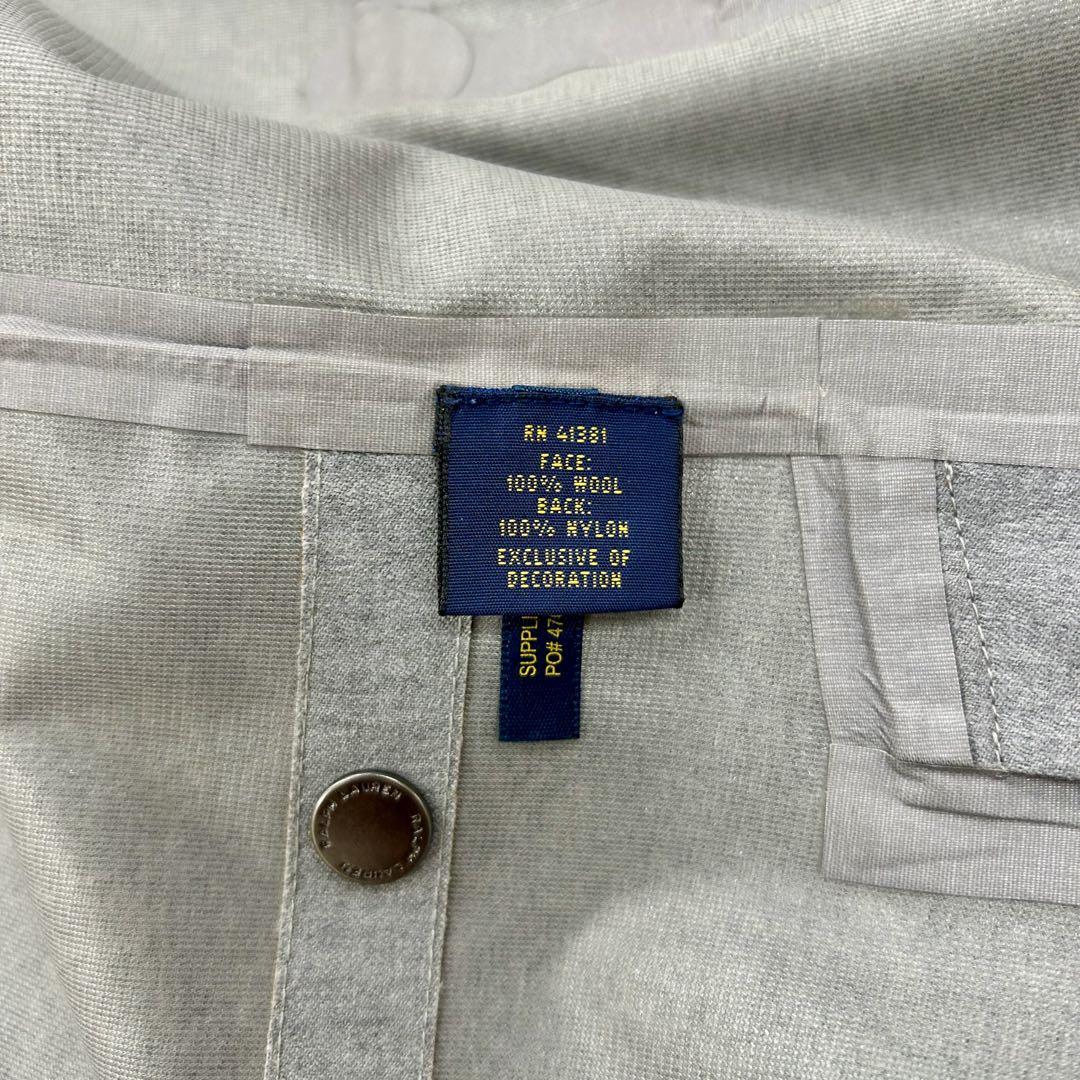 RN 41381
FACE:
100% WOOL
BACK:
100% NYLON
EXCLUSIVE OF
DECORATION
RALPH LAUREN RALPH LAUREN